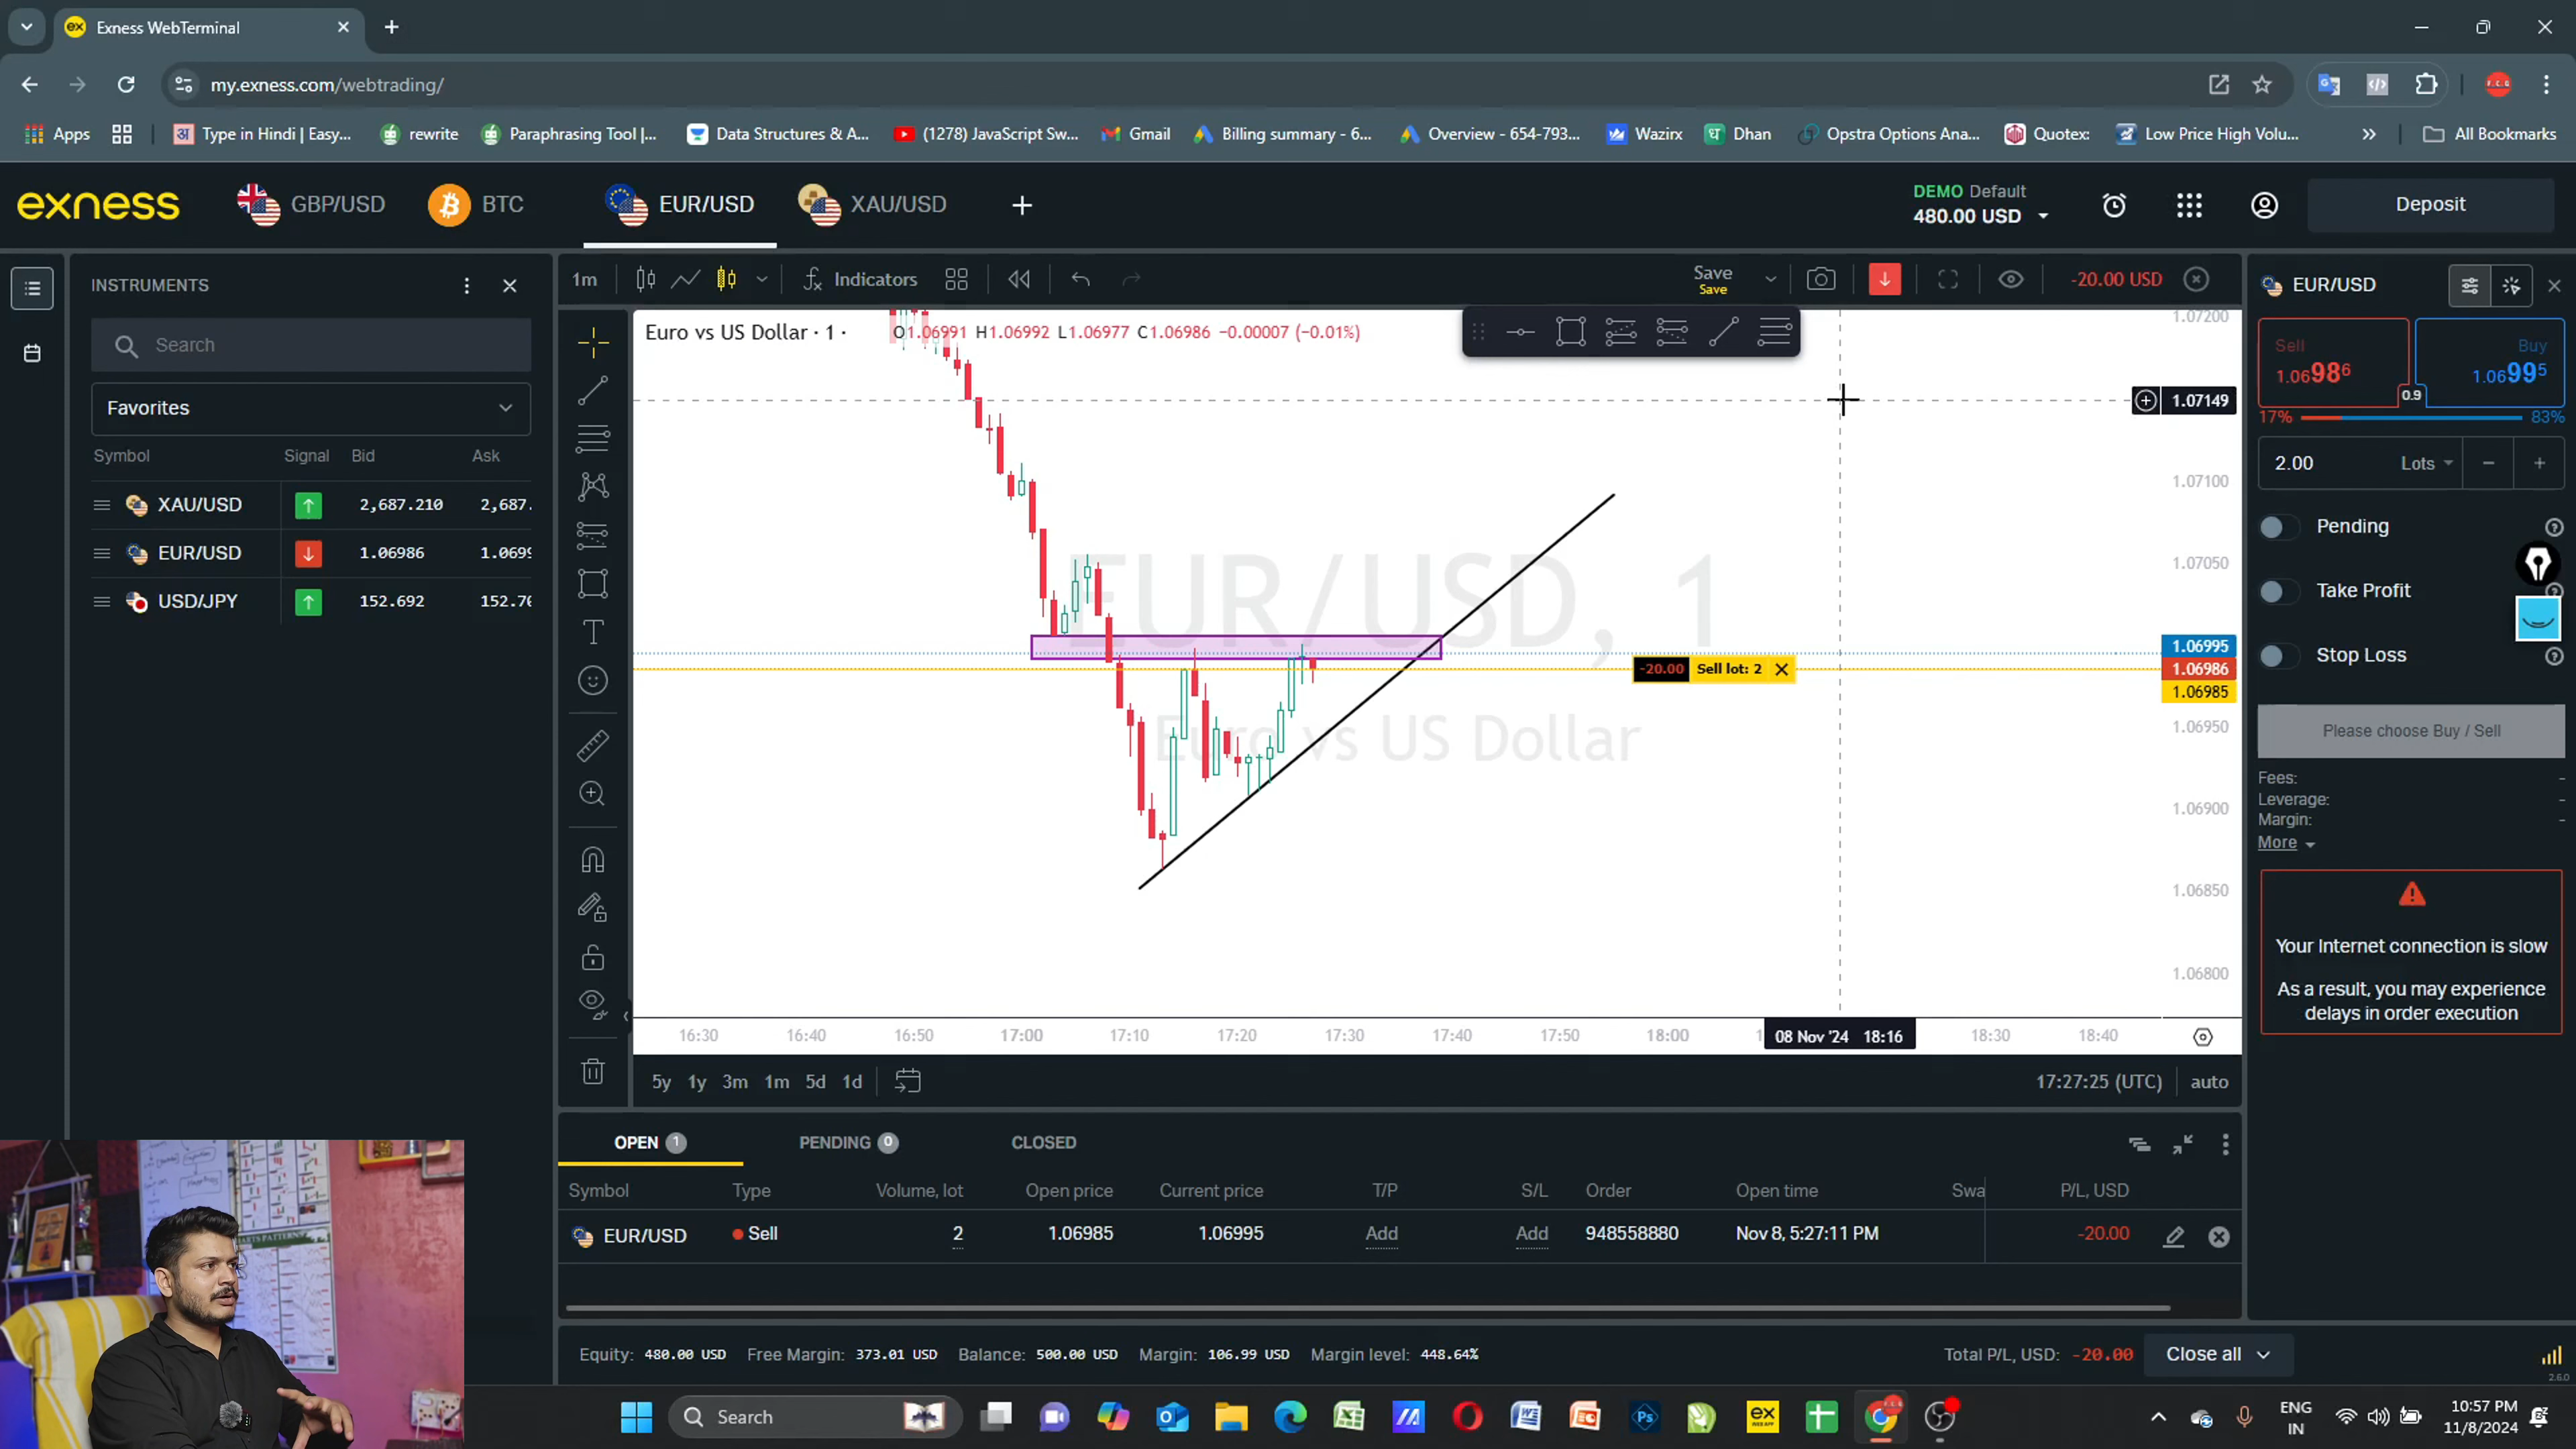 Exness WebTerminal
my.exness.com/webtrading/
Apps
Type in Hindi | Easy...
rewrite
Paraphrasing Tool |...
Data Structures & A...
(1278) JavaScript Sw...
Gmail
Billing summary - 6...
Overview - 654-793...
Wazirx
Dhan
Opstra Options Ana...
Quotex:
Low Price High Volu...
All Bookmarks
exness
GBP/USD
BTC
EUR/USD
XAU/USD
DEMO Default
480.00 USD
Deposit
INSTRUMENTS
Search
Favorites
Symbol Signal Bid Ask
XAU/USD 2,687.210 2,687.
EUR/USD 1.06986 1.069
USD/JPY 152.692 152.7
1m
Indicators
Save
Save
-20.00 USD
Euro vs US Dollar · 1 · O1.06991 H1.06992 L1.06977 C1.06986 -0.00007 (-0.01%)
EUR/USD, 1
Euro vs US Dollar
-20.00 Sell lot: 2
1.07200
1.07149
1.07100
1.07050
1.06995
1.06986
1.06985
1.06950
1.06900
1.06850
1.06800
16:30 16:40 16:50 17:00 17:10 17:20 17:30 17:40 17:50 18:00 1 08 Nov '24 18:16 18:30 18:40
5y 1y 3m 1m 5d 1d
17:27:25 (UTC) auto
EUR/USD
Sell
1.06986
Buy
1.06995
0.9
17% 83%
2.00 Lots
Pending
Take Profit
Stop Loss
Please choose Buy / Sell
Fees: -
Leverage: -
Margin: -
More
Your Internet connection is slow
As a result, you may experience
delays in order execution
OPEN 1 PENDING 0 CLOSED
Symbol Type Volume, lot Open price Current price T/P S/L Order Open time Swa P/L, USD
EUR/USD Sell 2 1.06985 1.06995 Add Add 948558880 Nov 8, 5:27:11 PM -20.00
Equity: 480.00 USD Free Margin: 373.01 USD Balance: 500.00 USD Margin: 106.99 USD Margin level: 448.64%
Total P/L, USD: -20.00 Close all
2.6.0
Search
ENG
IN
10:57 PM
11/8/2024